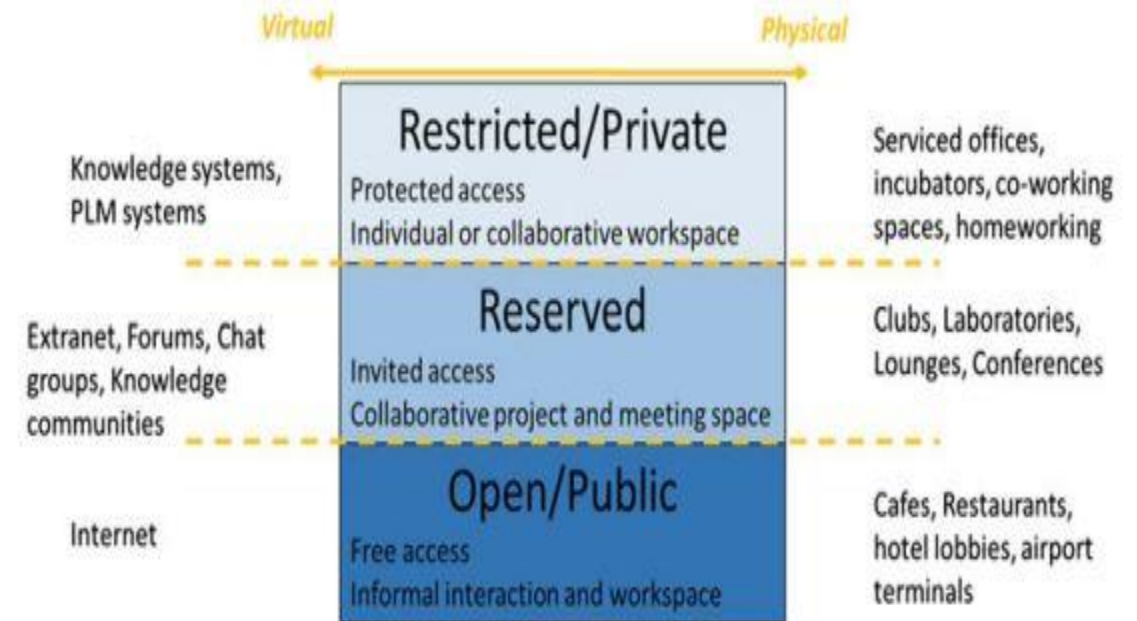 Virtual
Physical
Restricted/Private
Protected access
Individual or collaborative workspace
Knowledge systems,
PLM systems
Serviced offices,
incubators, co-working
spaces, homeworking
Reserved
Invited access
Collaborative project and meeting space
Extranet, Forums, Chat
groups, Knowledge
communities
Clubs, Laboratories,
Lounges, Conferences
Open/Public
Free access
Informal interaction and workspace
Internet
Cafes, Restaurants,
hotel lobbies, airport
terminals